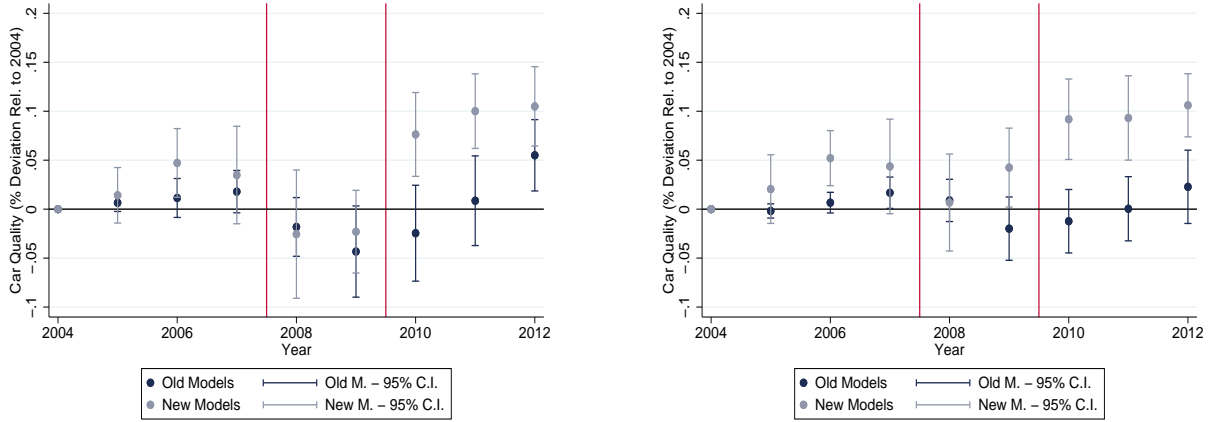 Car Quality (% Deviation Rel. to 2004)
.2
.15
.1
.05
0
-.05
-.1
2004 2006 2008 2010 2012
Year
Old Models Old M. – 95% C.I.
New Models New M. – 95% C.I.
Car Quality (% Deviation Rel. to 2004)
.2
.15
.1
.05
0
-.05
-.1
2004 2006 2008 2010 2012
Year
Old Models Old M. – 95% C.I.
New Models New M. – 95% C.I.